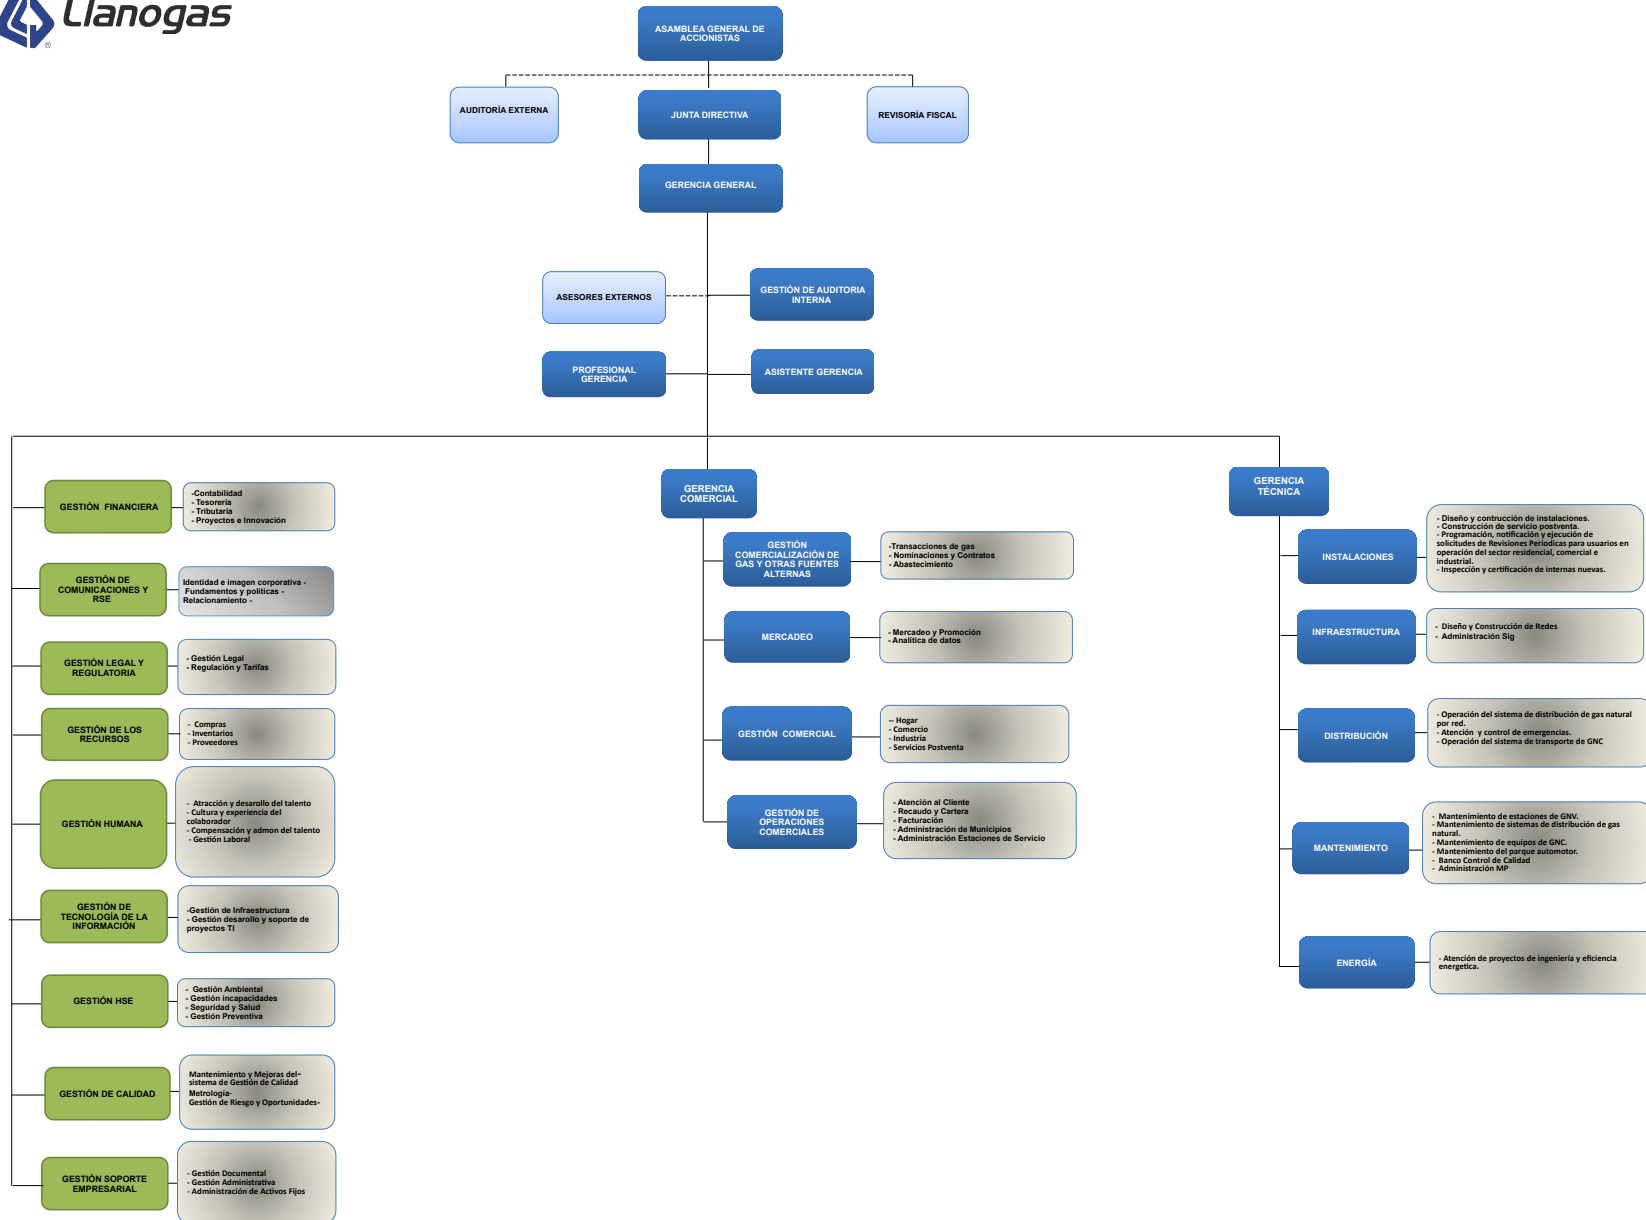 Llanogas
®
ASAMBLEA GENERAL DE
ACCIONISTAS
AUDITORÍA EXTERNA
JUNTA DIRECTIVA
REVISORÍA FISCAL
GERENCIA GENERAL
ASESORES EXTERNOS
GESTIÓN DE AUDITORIA
INTERNA
PROFESIONAL
GERENCIA
ASISTENTE GERENCIA
GESTIÓN FINANCIERA
-Contabilidad
- Tesorería
- Tributaria
- Proyectos e Innovación
GESTIÓN DE
COMUNICACIONES Y
RSE
Identidad e imagen corporativa -
Fundamentos y políticas -
Relacionamiento -
GESTIÓN LEGAL Y
REGULATORIA
- Gestión Legal
- Regulación y Tarifas
GESTIÓN DE LOS
RECURSOS
- Compras
- Inventarios
- Proveedores
GESTIÓN HUMANA
- Atracción y desarollo del talento
- Cultura y experiencia del
colaborador
- Compensación y admon del talento
- Gestión Laboral
GESTIÓN DE
TECNOLOGÍA DE LA
INFORMACIÓN
-Gestión de Infraestructura
- Gestión desarollo y soporte de
proyectos TI
GESTIÓN HSE
- Gestión Ambiental
- Gestión incapacidades
- Seguridad y Salud
- Gestión Preventiva
GESTIÓN DE CALIDAD
Mantenimiento y Mejoras del-
sistema de Gestión de Calidad
Metrología-
Gestión de Riesgo y Oportunidades-
GESTIÓN SOPORTE
EMPRESARIAL
- Gestión Documental
- Gestión Administrativa
- Administración de Activos Fijos
GERENCIA
COMERCIAL
GESTIÓN
COMERCIALIZACIÓN DE
GAS Y OTRAS FUENTES
ALTERNAS
-Transacciones de gas
- Nominaciones y Contratos
- Abastecimiento
MERCADEO
- Mercadeo y Promoción
- Analítica de datos
GESTIÓN COMERCIAL
-- Hogar
- Comercio
- Industria
- Servicios Postventa
GESTIÓN DE
OPERACIONES
COMERCIALES
- Atención al Cliente
- Recaudo y Cartera
- Facturación
- Administración de Municipios
- Administración Estaciones de Servicio
GERENCIA
TÉCNICA
INSTALACIONES
- Diseño y contrucción de instalaciones.
- Construcción de servicio postventa.
- Programación, notificación y ejecución de
solicitudes de Revisiones Periodicas para usuarios en
operación del sector residencial, comercial e
industrial.
- Inspección y certificación de internas nuevas.
INFRAESTRUCTURA
- Diseño y Construcción de Redes
- Administración Sig
DISTRIBUCIÓN
- Operación del sistema de distribución de gas natural
por red.
- Atención y control de emergencias.
- Operación del sistema de transporte de GNC
MANTENIMIENTO
- Mantenimiento de estaciones de GNV.
- Mantenimiento de sistemas de distribución de gas
natural.
- Mantenimiento de equipos de GNC.
- Mantenimiento del parque automotor.
- Banco Control de Calidad
- Administración MP
ENERGÍA
- Atención de proyectos de ingeniería y eficiencia
energetica.